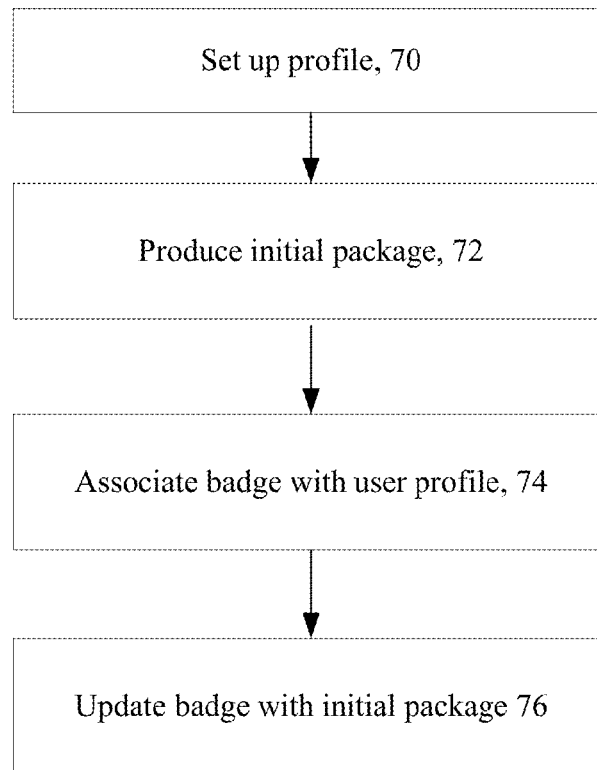 Set up profile, 70
Produce initial package, 72
Associate badge with user profile, 74
Update badge with initial package 76